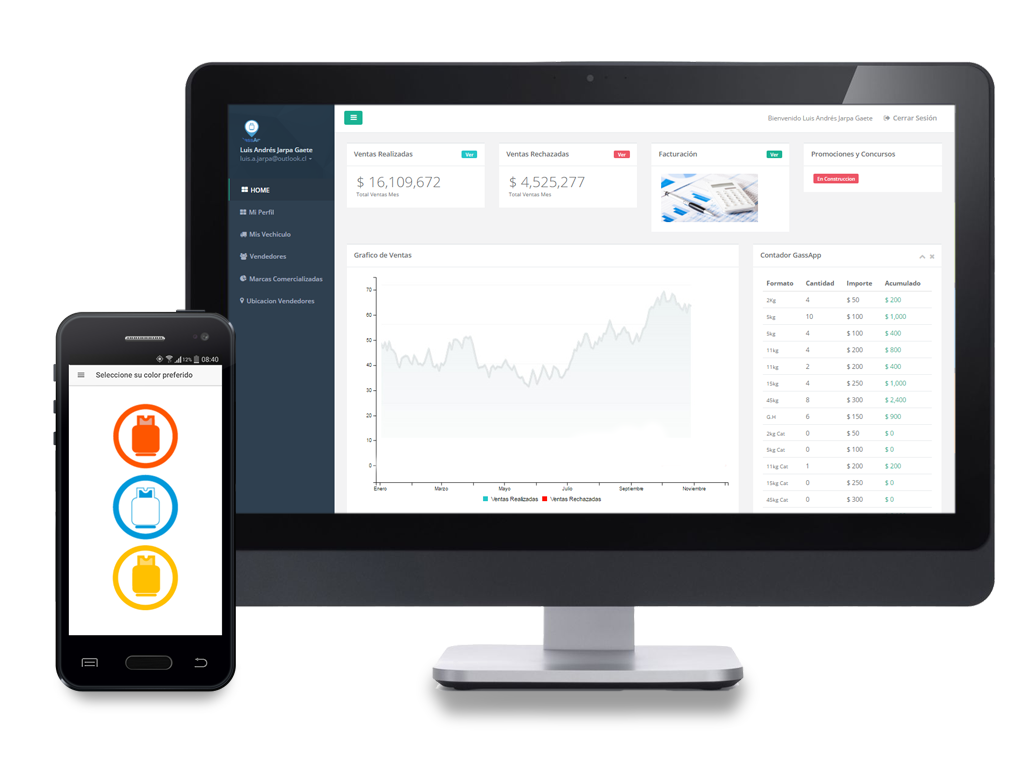 Luis Andrés Jarpa Gaete
luis.a.jarpa@outlook.cl
HOME
Mi Perfil
Mis Vechiculo
Vendedores
Marcas Comercializadas
Ubicacion Vendedores
Bienvenido Luis Andrés Jarpa Gaete Cerrar Sesión
Ventas Realizadas Ver
$ 16,109,672
Total Ventas Mes
Ventas Rechazadas Ver
$ 4,525,277
Total Ventas Mes
Facturación Ver
Promociones y Concursos
En Construccion
Grafico de Ventas
70
60
50
40
30
20
10
0
Enero Marzo Mayo Julio Septiembre Noviembre
Ventas Realizadas Ventas Rechazadas
Contador GassApp
Formato Cantidad Importe Acumulado
2Kg 4 $ 50 $ 200
5kg 10 $ 100 $ 1,000
5kg 4 $ 100 $ 400
11kg 4 $ 200 $ 800
11kg 2 $ 200 $ 400
15kg 4 $ 250 $ 1,000
45kg 8 $ 300 $ 2,400
G.H 6 $ 150 $ 900
2kg Cat 0 $ 50 $ 0
5kg Cat 0 $ 100 $ 0
11kg Cat 1 $ 200 $ 200
15kg Cat 0 $ 250 $ 0
45kg Cat 0 $ 300 $ 0
12% 08:40
Seleccione su color preferido